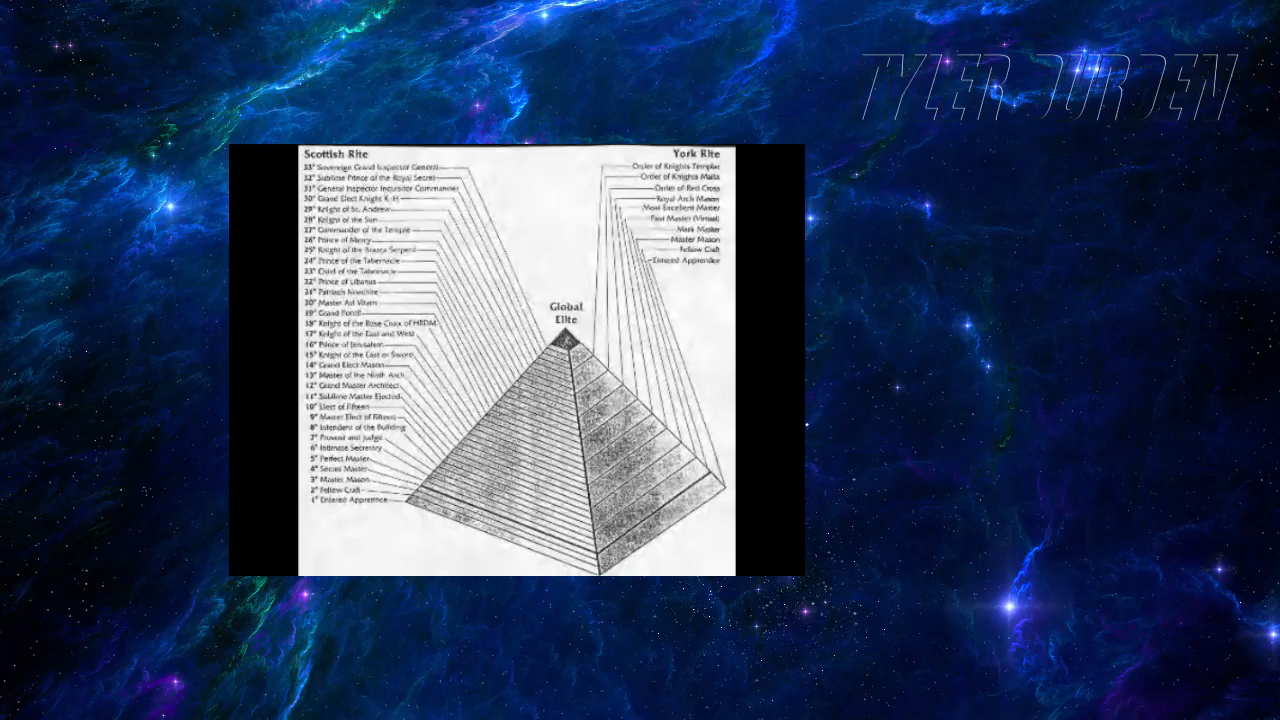 TYLER DURDEN
Scottish Rite
33° Sovereign Grand Inspector General
32° Sublime Prince of the Royal Secret
31° General Inspector Inquisitor Commander
30° Grand Elect Knight K-H
29° Knight of St. Andrew
28° Knight of the Sun
27° Commander of the Temple
26° Prince of Mercy
25° Knight of the Brazen Serpent
24° Prince of the Tabernacle
23° Chief of the Tabernacle
22° Prince of Libanus
21° Patriach Noachite
20° Master Ad Vitam
19° Grand Pontiff
18° Knight of the Rose Croix of HRDM
17° Knight of the East and West
16° Prince of Jerusalem
15° Knight of the East or Sword
14° Grand Elect Mason
13° Master of the Ninth Arch
12° Grand Master Architect
11° Sublime Master Elected
10° Elect of Fifteen
9° Master Elect of Fifteen
8° Intendent of the Building
7° Provost and Judge
6° Intimate Secretary
5° Perfect Master
4° Secret Master
3° Master Mason
2° Fellow Craft
1° Entered Apprentice
York Rite
Order of Knights Templar
Order of Knights Malta
Order of Red Cross
Royal Arch Mason
Most Excellent Master
Past Master (Virtual)
Mark Master
Master Mason
Fellow Craft
Entered Apprentice
Global
Elite